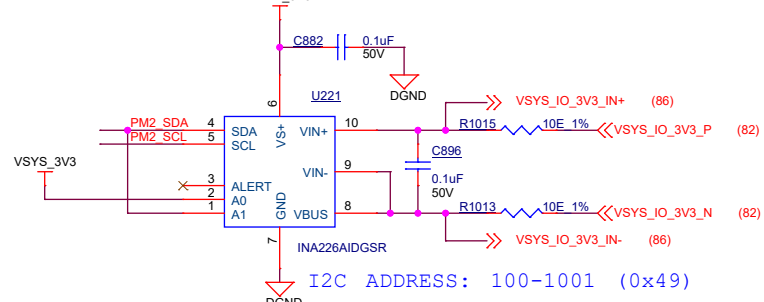 C882
0.1uF
50V
DGND
U221
6
VS+
PM2_SDA
4
SDA
PM2_SCL
5
SCL
VSYS_3V3
3
ALERT
2
A0
1
A1
GND
7
VIN+
10
VIN-
9
VBUS
8
INA226AIDGSR
VSYS_IO_3V3_IN+ (86)
R1015
10E_1%
VSYS_IO_3V3_P (82)
C896
0.1uF
50V
R1013
10E_1%
VSYS_IO_3V3_N (82)
VSYS_IO_3V3_IN- (86)
I2C ADDRESS: 100-1001 (0x49)
DGND